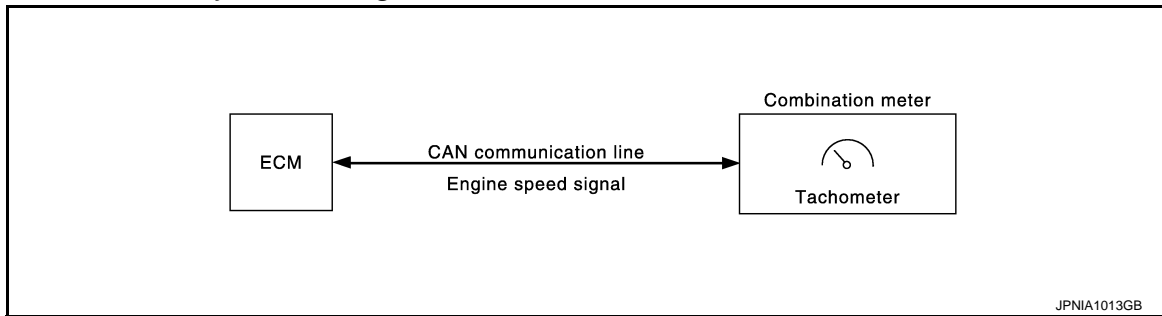 ECM
CAN communication line
Engine speed signal
Combination meter
Tachometer
JPNIA1013GB